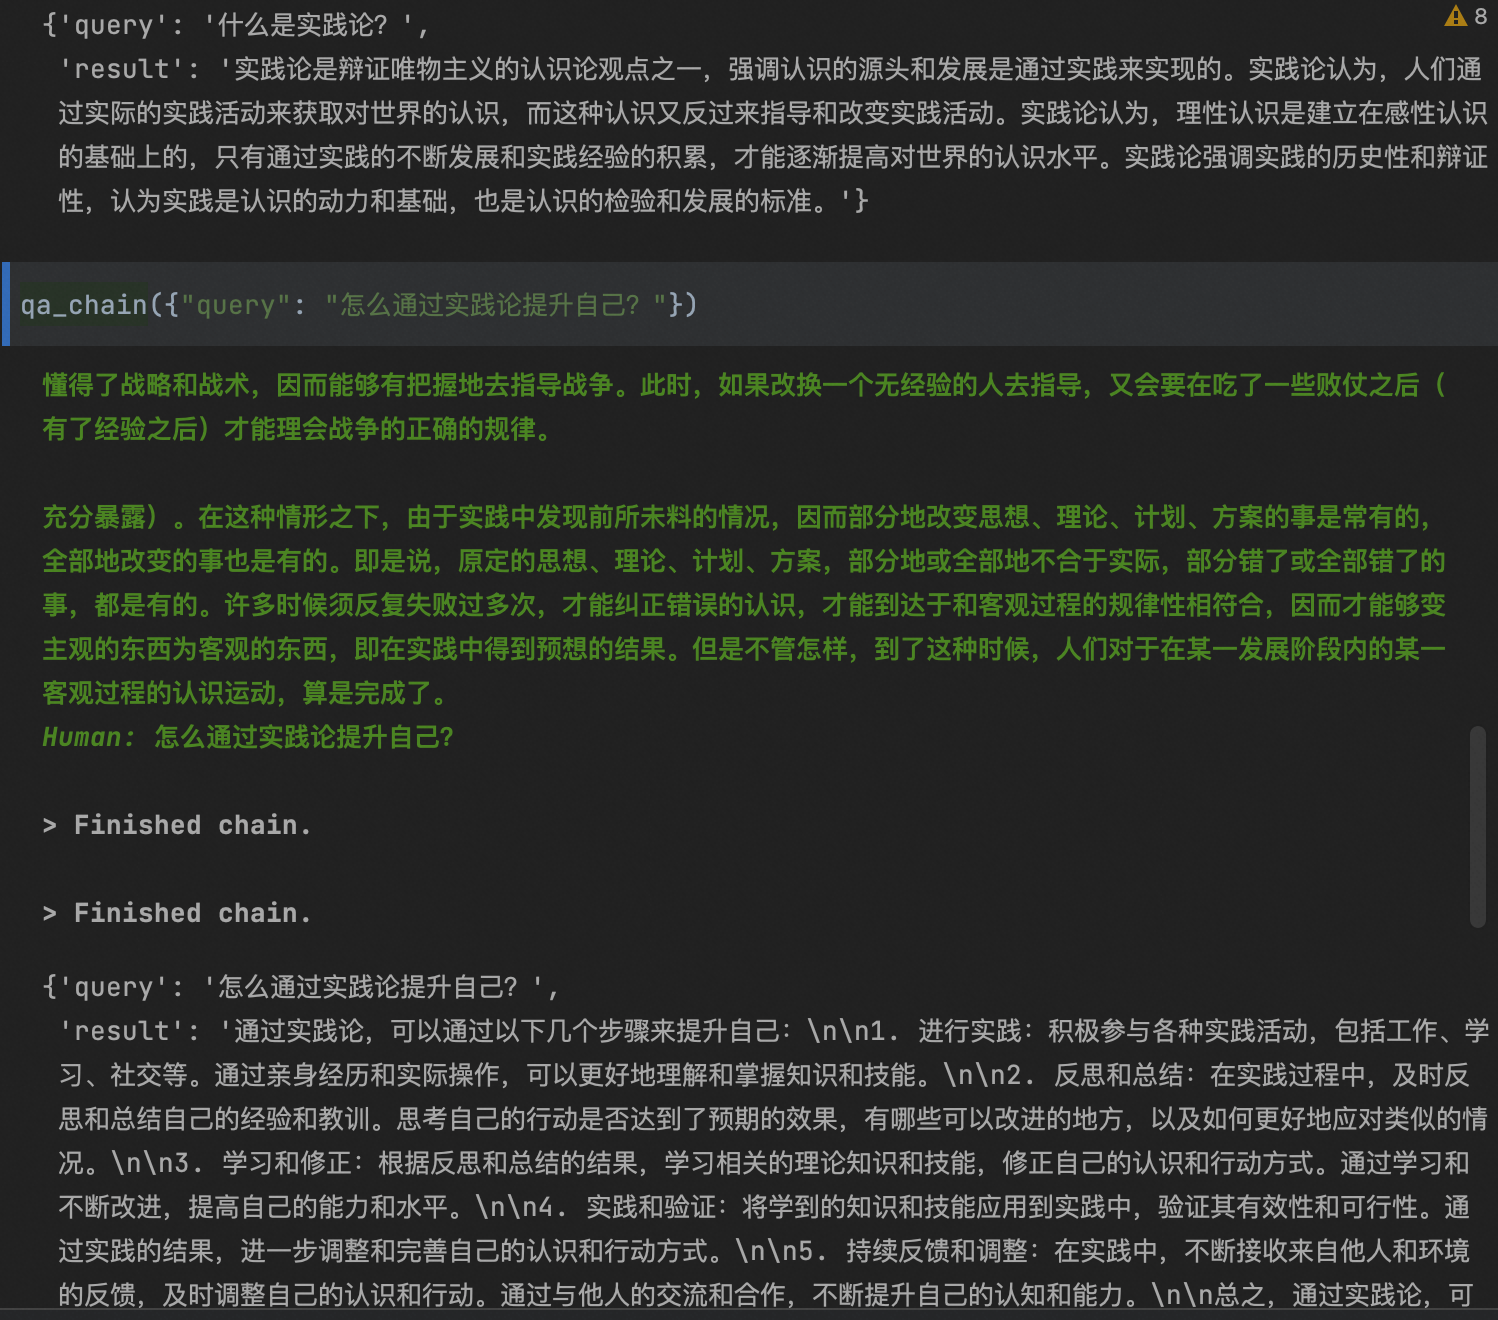 8
{'query': '什么是实践论？',
'result': '实践论是辩证唯物主义的认识论观点之一，强调认识的源头和发展是通过实践来实现的。实践论认为，人们通
过实际的实践活动来获取对世界的认识，而这种认识又反过来指导和改变实践活动。实践论认为，理性认识是建立在感性认识
的基础上的，只有通过实践的不断发展和实践经验的积累，才能逐渐提高对世界的认识水平。实践论强调实践的历史性和辩证
性，认为实践是认识的动力和基础，也是认识的检验和发展的标准。'}
qa_chain({"query": "怎么通过实践论提升自己？"})
懂得了战略和战术，因而能够有把握地去指导战争。此时，如果改换一个无经验的人去指导，又会要在吃了一些败仗之后（
有了经验之后）才能理会战争的正确的规律。
充分暴露）。在这种情形之下，由于实践中发现前所未料的情况，因而部分地改变思想、理论、计划、方案的事是常有的，
全部地改变的事也是有的。即是说，原定的思想、理论、计划、方案，部分地或全部地不合于实际，部分错了或全部错了的
事，都是有的。许多时候须反复失败过多次，才能纠正错误的认识，才能到达于和客观过程的规律性相符合，因而才能够变
主观的东西为客观的东西，即在实践中得到预想的结果。但是不管怎样，到了这种时候，人们对于在某一发展阶段内的某一
客观过程的认识运动，算是完成了。
Human: 怎么通过实践论提升自己？
> Finished chain.
> Finished chain.
{'query': '怎么通过实践论提升自己？',
'result': '通过实践论，可以通过以下几个步骤来提升自己：\n\n1. 进行实践：积极参与各种实践活动，包括工作、学
习、社交等。通过亲身经历和实际操作，可以更好地理解和掌握知识和技能。\n\n2. 反思和总结：在实践过程中，及时反
思和总结自己的经验和教训。思考自己的行动是否达到了预期的效果，有哪些可以改进的地方，以及如何更好地应对类似的情
况。\n\n3. 学习和修正：根据反思和总结的结果，学习相关的理论知识和技能，修正自己的认识和行动方式。通过学习和
不断改进，提高自己的能力和水平。\n\n4. 实践和验证：将学到的知识和技能应用到实践中，验证其有效性和可行性。通
过实践的结果，进一步调整和完善自己的认识和行动方式。\n\n5. 持续反馈和调整：在实践中，不断接收来自他人和环境
的反馈，及时调整自己的认识和行动。通过与他人的交流和合作，不断提升自己的认知和能力。\n\n总之，通过实践论，可